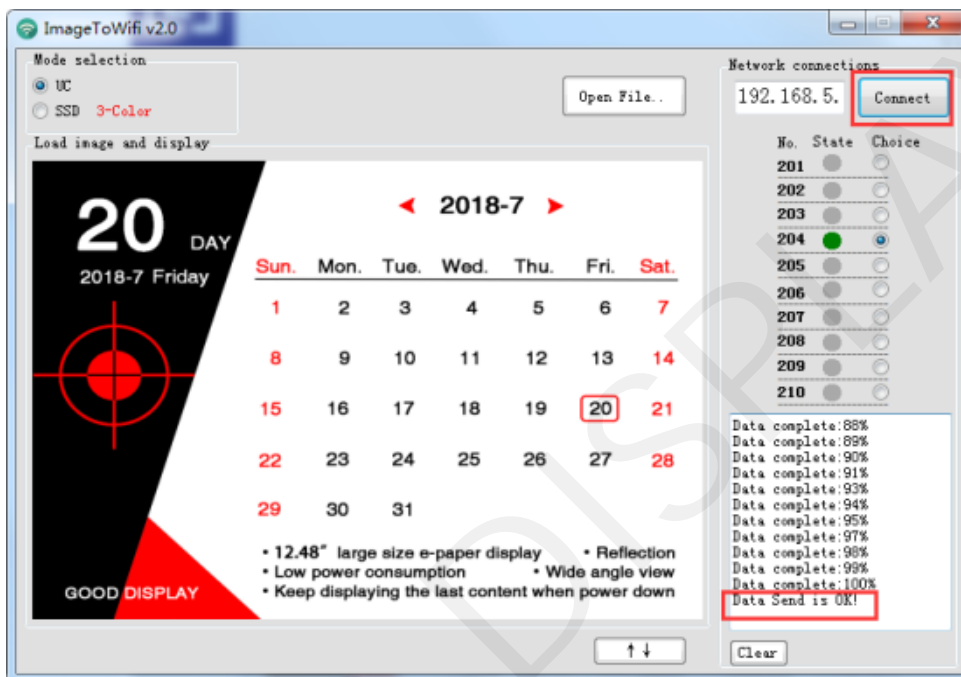 ImageToWifi v2.0
Mode selection
UC
SSD 3-Color
Open File..
Network connections
192.168.5.
Connect
Load image and display
20 DAY
2018-7 Friday
2018-7
Sun. Mon. Tue. Wed. Thu. Fri. Sat.
1 2 3 4 5 6 7
8 9 10 11 12 13 14
15 16 17 18 19 20 21
22 23 24 25 26 27 28
29 30 31
• 12.48" large size e-paper display • Reflection
• Low power consumption • Wide angle view
• Keep displaying the last content when power down
GOOD DISPLAY
No. State Choice
201
202
203
204
205
206
207
208
209
210
Data complete:88%
Data complete:89%
Data complete:90%
Data complete:91%
Data complete:93%
Data complete:94%
Data complete:95%
Data complete:97%
Data complete:98%
Data complete:99%
Data complete:100%
Data Send is OK!
↑↓
Clear
DISPLA